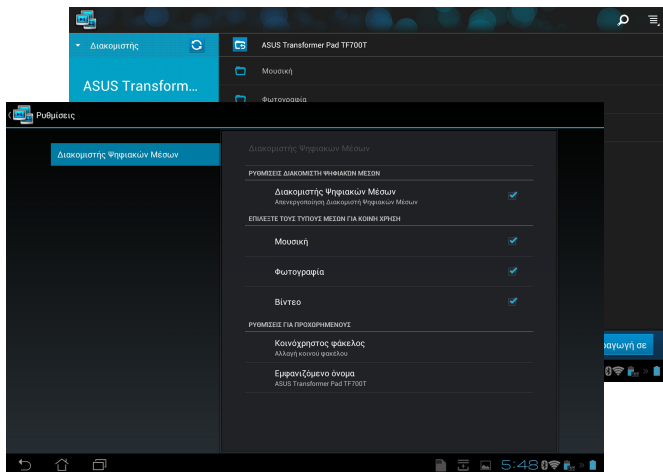 Διακομιστής
ASUS Transform...
ASUS Transformer Pad TF700T
Μουσική
Φωτογραφία
Ρυθμίσεις
Διακομιστής Ψηφιακών Μέσων
Διακομιστής Ψηφιακών Μέσων
ΡΥΘΜΙΣΕΙΣ ΔΙΑΚΟΜΙΣΤΗ ΨΗΦΙΑΚΩΝ ΜΕΣΩΝ
Διακομιστής Ψηφιακών Μέσων
Απενεργοποίηση Διακομιστή Ψηφιακών Μέσων
ΕΠΙΛΕΞΤΕ ΤΟΥΣ ΤΥΠΟΥΣ ΜΕΣΩΝ ΓΙΑ ΚΟΙΝΗ ΧΡΗΣΗ
Μουσική
Φωτογραφία
Βίντεο
ΡΥΘΜΙΣΕΙΣ ΓΙΑ ΠΡΟΧΩΡΗΜΕΝΟΥΣ
Κοινόχρηστος φάκελος
Αλλαγή κοινού φακέλου
Εμφανιζόμενο όνομα
ASUS Transformer Pad TF700T
ραγωγή σε
5:48